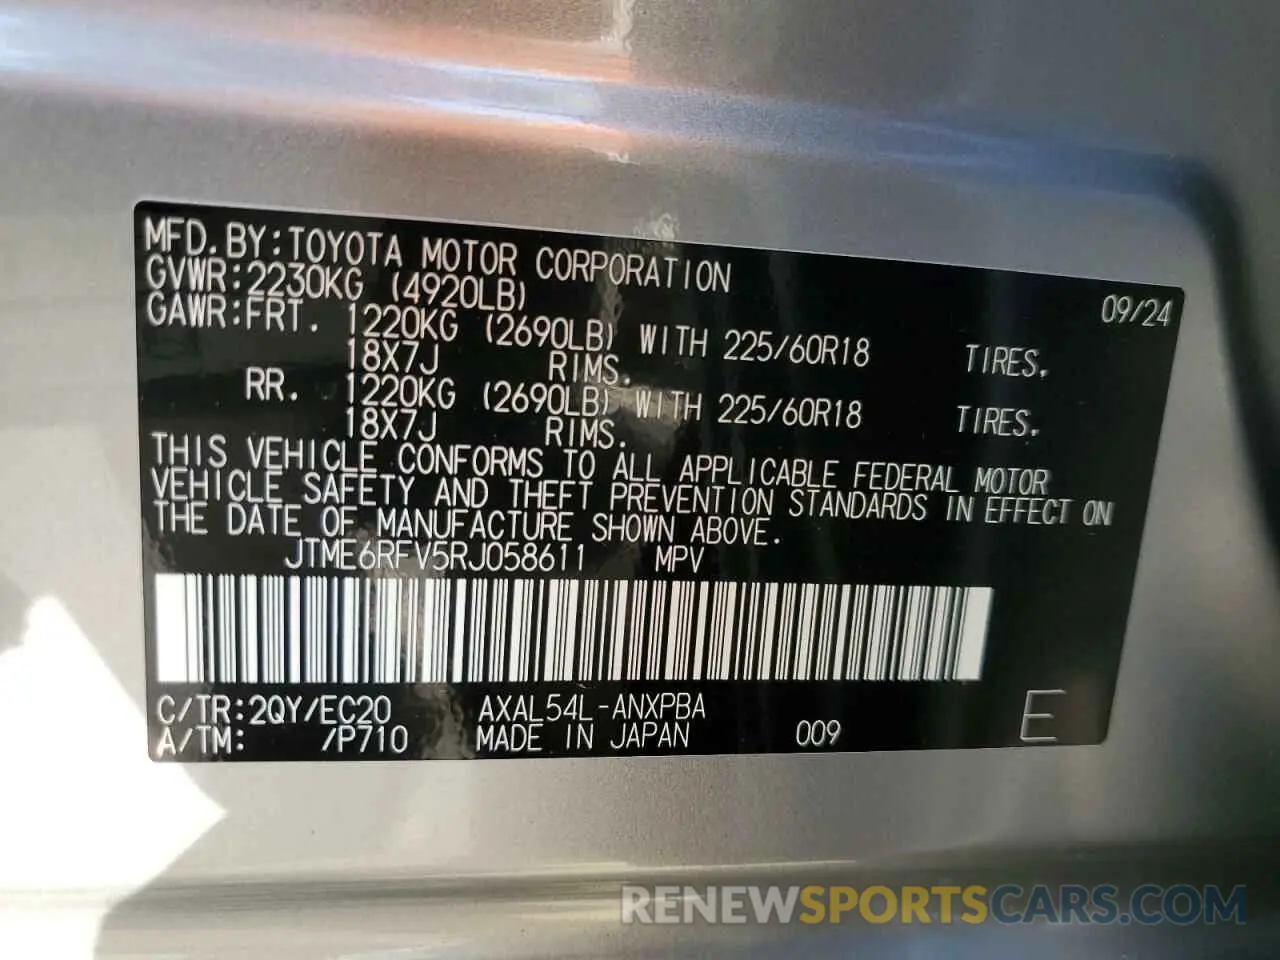 MFD.BY:TOYOTA MOTOR CORPORATION 09/24
GVWR:2230KG (4920LB)
GAWR:FRT. 1220KG (2690LB) WITH 225/60R18 TIRES,
18X7J RIMS,
RR. 1220KG (2690LB) WITH 225/60R18 TIRES,
18X7J RIMS.
THIS VEHICLE CONFORMS TO ALL APPLICABLE FEDERAL MOTOR
VEHICLE SAFETY AND THEFT PREVENTION STANDARDS IN EFFECT ON
THE DATE OF MANUFACTURE SHOWN ABOVE.
JTME6RFV5RJ058611 MPV
C/TR:2QY/EC20 AXAL54L-ANXPBA
A/TM: /P710 MADE IN JAPAN 009 E
RENEWSPORTSCARS.COM